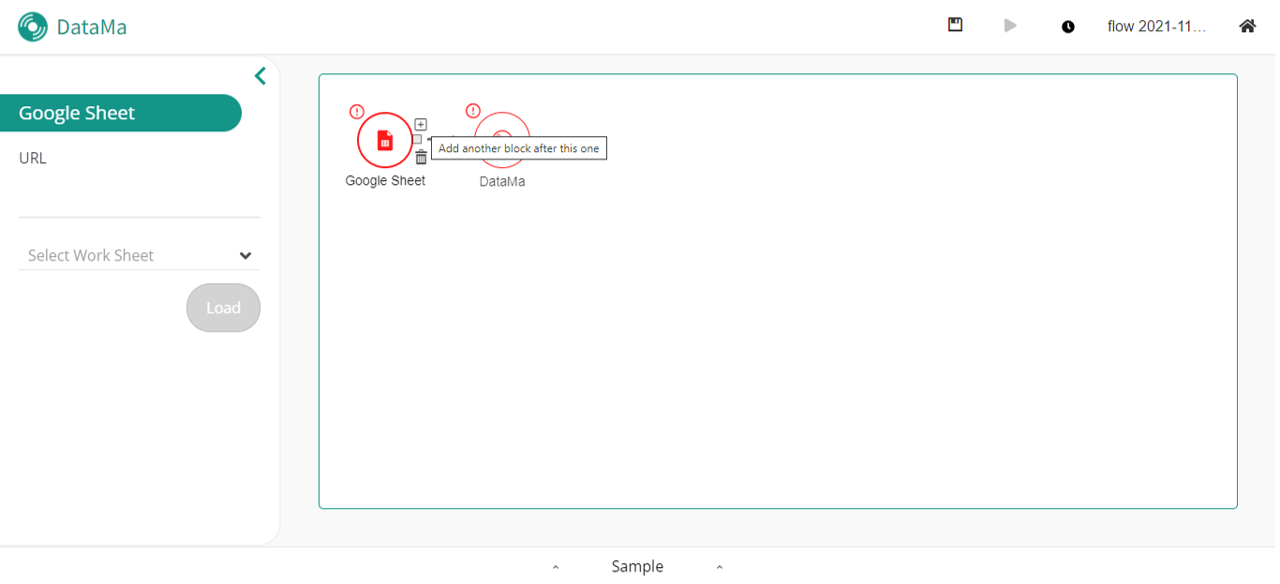 DataMa
flow 2021-11...
Google Sheet
URL
Select Work Sheet
Load
Add another block after this one
Google Sheet
DataMa
Sample